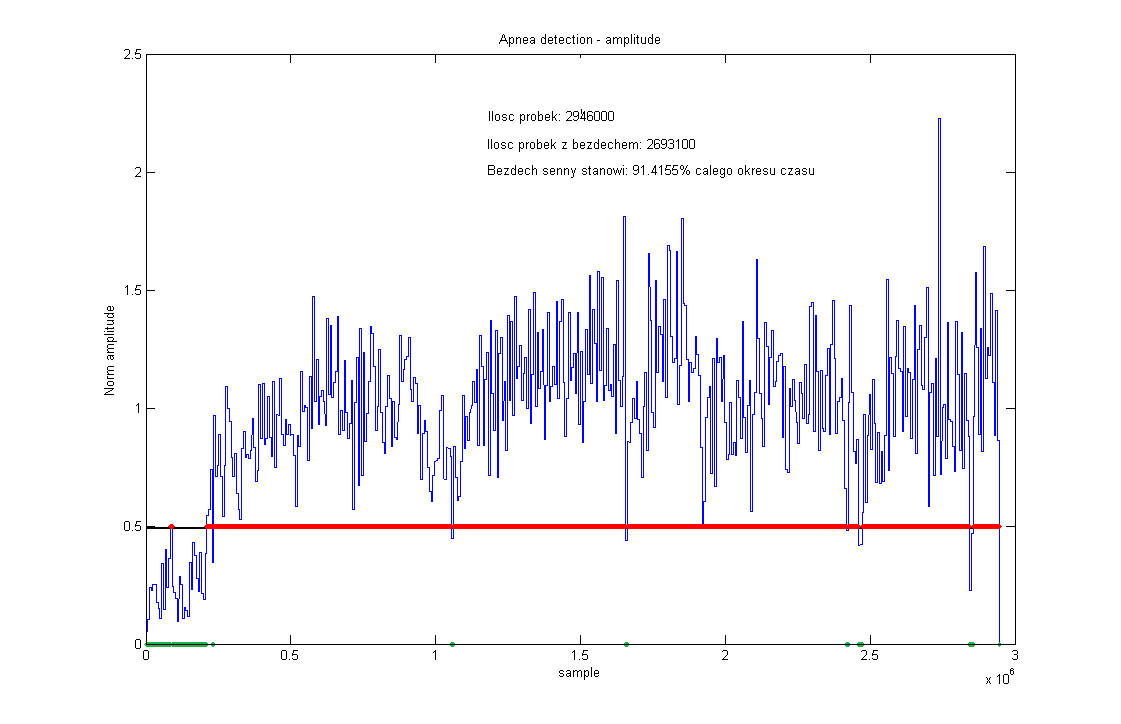 Apnea detection - amplitude
2.5
Ilosc probek: 2946000
Ilosc probek z bezdechem: 2693100
Bezdech senny stanowi: 91.4155% calego okresu czasu
2
1.5
Norm amplitude
1
0.5
0
0 0.5 1 1.5 2 2.5 3
sample
x 10^6